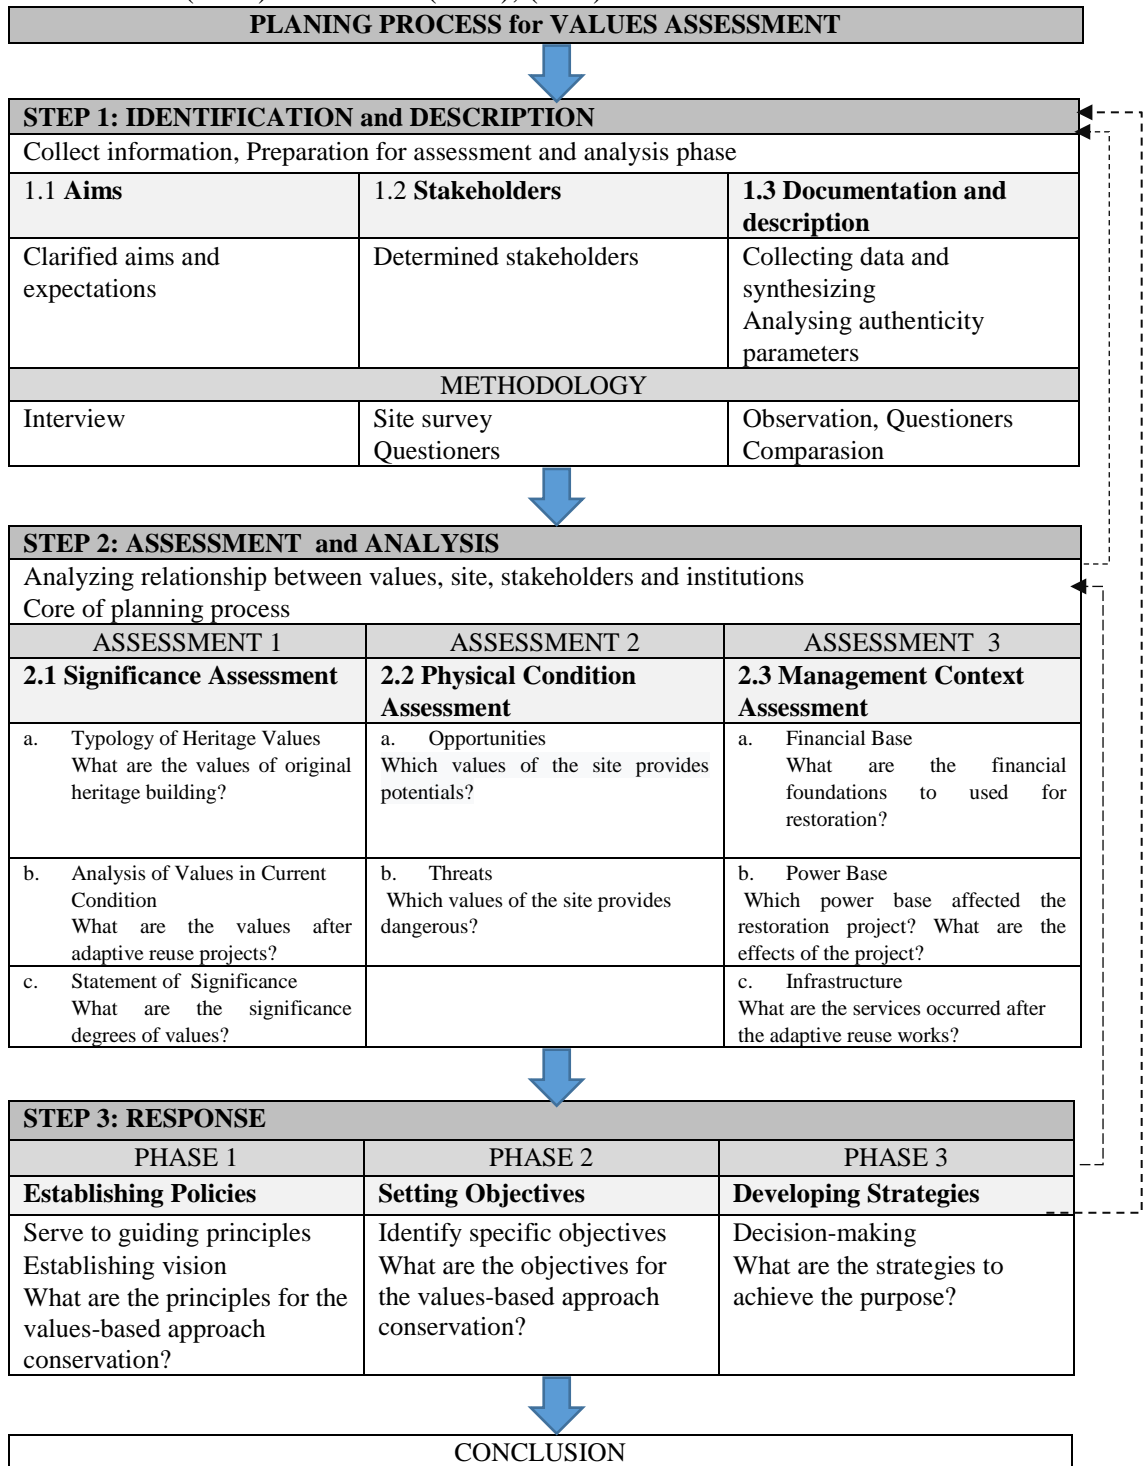 PLANING PROCESS for VALUES ASSESSMENT
STEP 1: IDENTIFICATION and DESCRIPTION
Collect information, Preparation for assessment and analysis phase
1.1 Aims
1.2 Stakeholders
1.3 Documentation and
description
Clarified aims and
expectations
Determined stakeholders
Collecting data and
synthesizing
Analysing authenticity
parameters
METHODOLOGY
Interview
Site survey
Questioners
Observation, Questioners
Comparasion
STEP 2: ASSESSMENT and ANALYSIS
Analyzing relationship between values, site, stakeholders and institutions
Core of planning process
ASSESSMENT 1
ASSESSMENT 2
ASSESSMENT 3
2.1 Significance Assessment
2.2 Physical Condition
Assessment
2.3 Management Context
Assessment
a. Typology of Heritage Values
What are the values of original
heritage building?
a. Opportunities
Which values of the site provides
potentials?
a. Financial Base
What are the financial
foundations to used for
restoration?
b. Analysis of Values in Current
Condition
What are the values after
adaptive reuse projects?
b. Threats
Which values of the site provides
dangerous?
b. Power Base
Which power base affected the
restoration project? What are the
effects of the project?
c. Statement of Significance
What are the significance
degrees of values?
c. Infrastructure
What are the services occurred after
the adaptive reuse works?
STEP 3: RESPONSE
PHASE 1
PHASE 2
PHASE 3
Establishing Policies
Setting Objectives
Developing Strategies
Serve to guiding principles
Establishing vision
What are the principles for the
values-based approach
conservation?
Identify specific objectives
What are the objectives for
the values-based approach
conservation?
Decision-making
What are the strategies to
achieve the purpose?
CONCLUSION